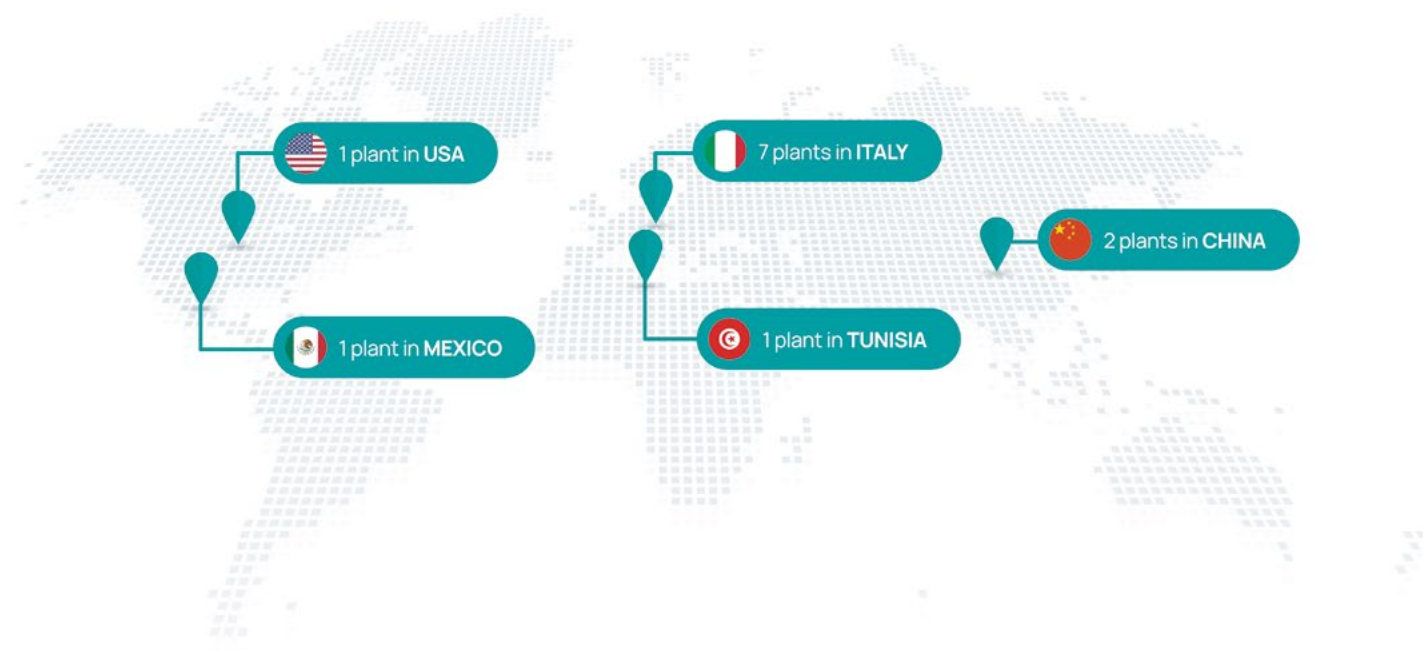 1 plant in USA
7 plants in ITALY
2 plants in CHINA
1 plant in MEXICO
1 plant in TUNISIA